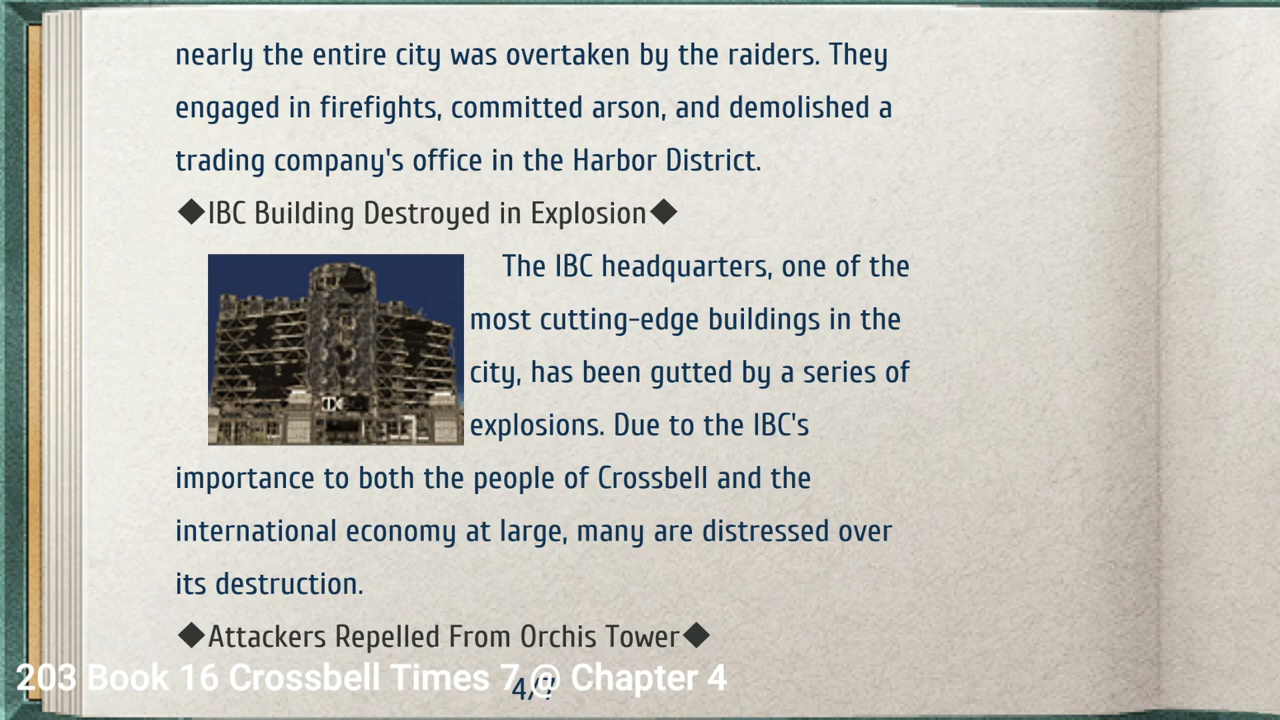 nearly the entire city was overtaken by the raiders. They
engaged in firefights, committed arson, and demolished a
trading company's office in the Harbor District.
◆IBC Building Destroyed in Explosion◆
The IBC headquarters, one of the
most cutting-edge buildings in the
city, has been gutted by a series of
explosions. Due to the IBC's
importance to both the people of Crossbell and the
international economy at large, many are distressed over
its destruction.
◆Attackers Repelled From Orchis Tower◆
203 Book 16 Crossbell Times 7 @ Chapter 4
4/7